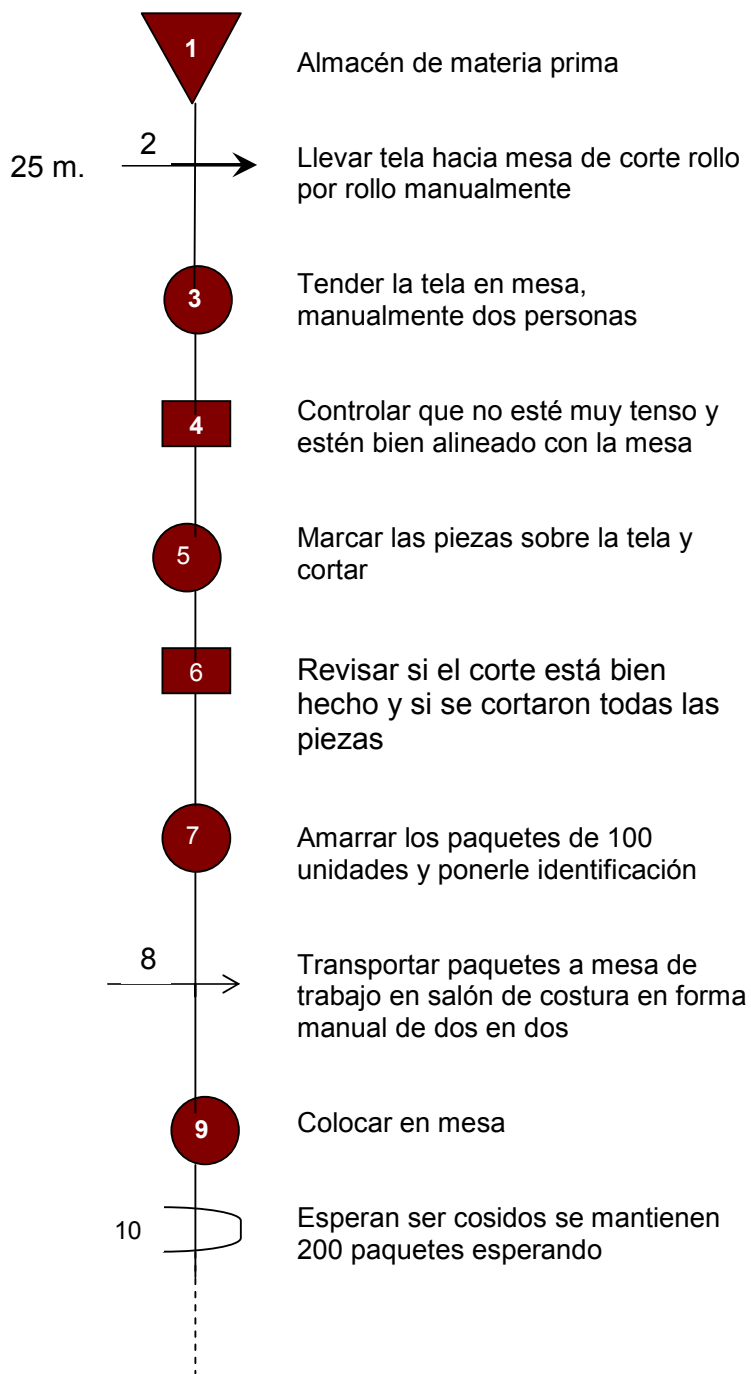 1
Almacén de materia prima
25 m.
2
Llevar tela hacia mesa de corte rollo
por rollo manualmente
3
Tender la tela en mesa,
manualmente dos personas
4
Controlar que no esté muy tenso y
estén bien alineado con la mesa
5
Marcar las piezas sobre la tela y
cortar
6
Revisar si el corte está bien
hecho y si se cortaron todas las
piezas
7
Amarrar los paquetes de 100
unidades y ponerle identificación
8
Transportar paquetes a mesa de
trabajo en salón de costura en forma
manual de dos en dos
9
Colocar en mesa
10
Esperan ser cosidos se mantienen
200 paquetes esperando